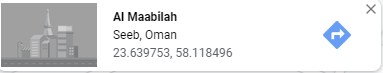 Al Maabilah
Seeb, Oman
23.639753, 58.118496